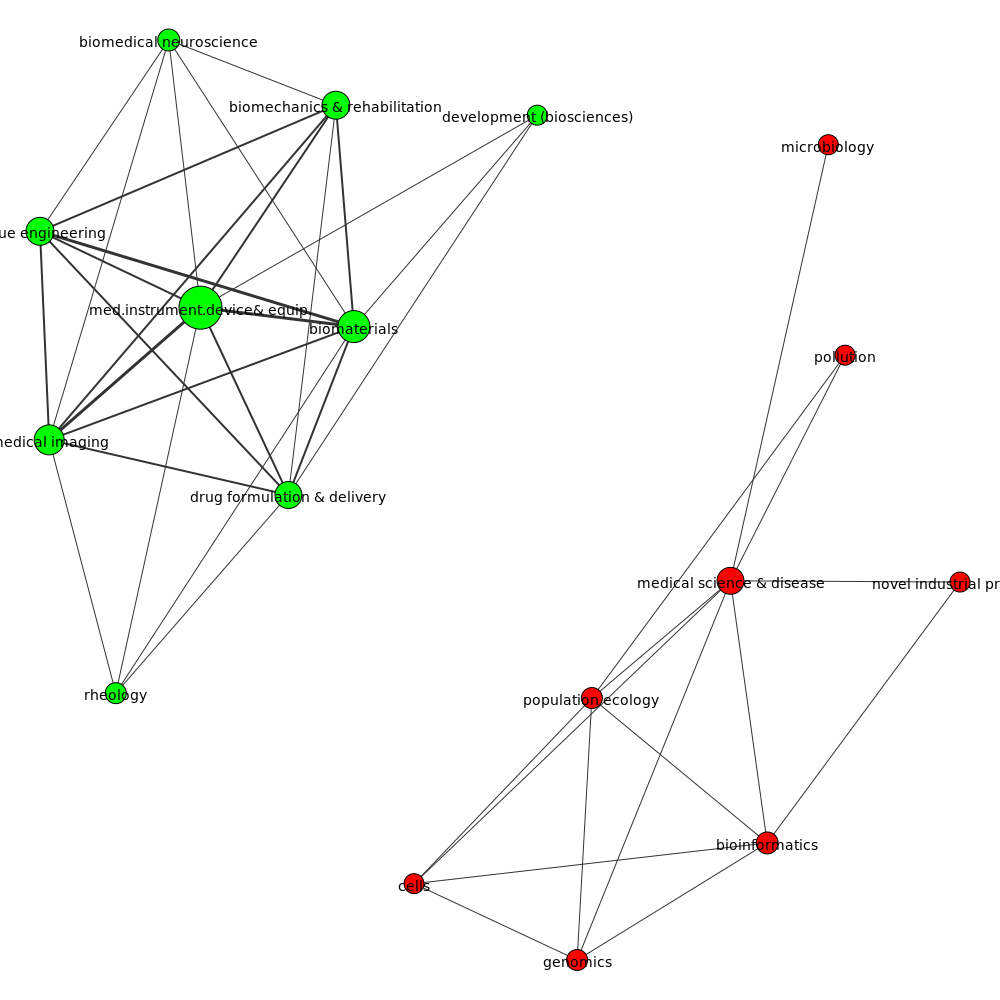 biomedical neuroscience
biomechanics & rehabilitation
development (biosciences)
microbiology
ue engineering
med.instrument.device& equip.
biomaterials
pollution
edical imaging
drug formulation & delivery
medical science & disease
novel industrial pr
rheology
population ecology
bioinformatics
cells
genomics